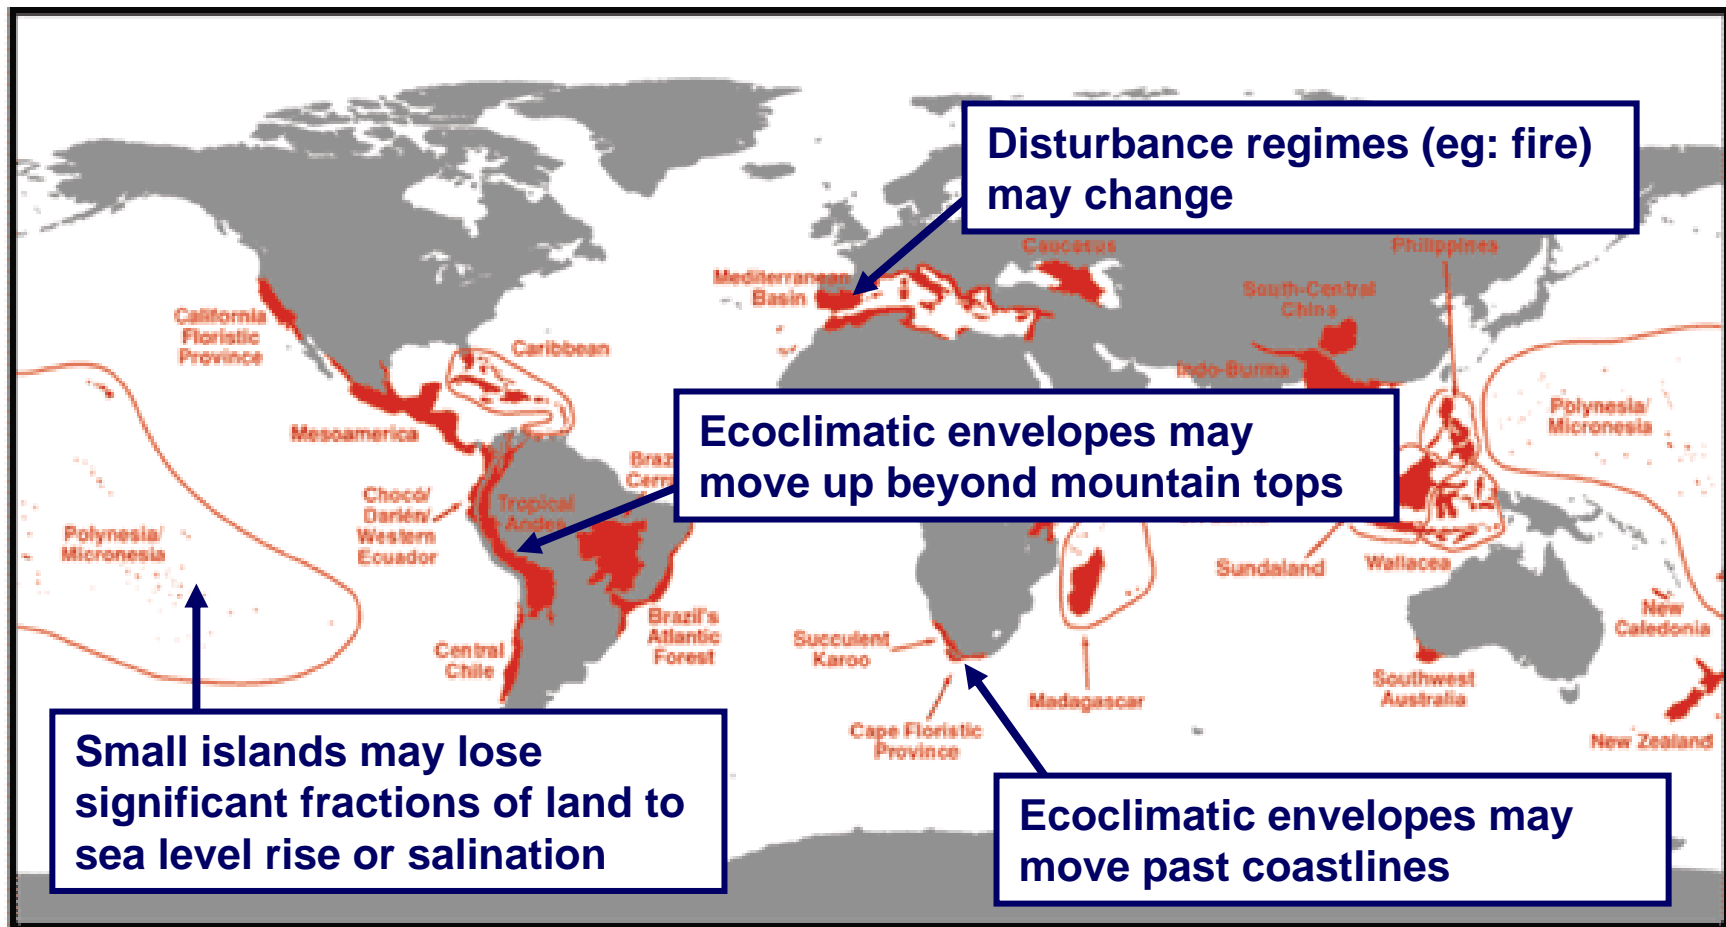 Disturbance regimes (eg: fire)
may change
Caucasus
Philippines
Mediterranean
Basin
South-Central
China
California
Floristic
Province
Caribbean
Indo-Burma
Ecoclimatic envelopes may
move up beyond mountain tops
Polynesia/
Micronesia
Mesoamerica
Chocó/
Darién/
Western
Ecuador
Tropical
Andes
Polynesia/
Micronesia
Sundaland
Wallacea
New
Caledonia
Brazil's
Atlantic
Forest
Central
Chile
Succulent
Karoo
Madagascar
Southwest
Australia
Cape Floristic
Province
New Zealand
Small islands may lose
significant fractions of land to
sea level rise or salination
Ecoclimatic envelopes may
move past coastlines